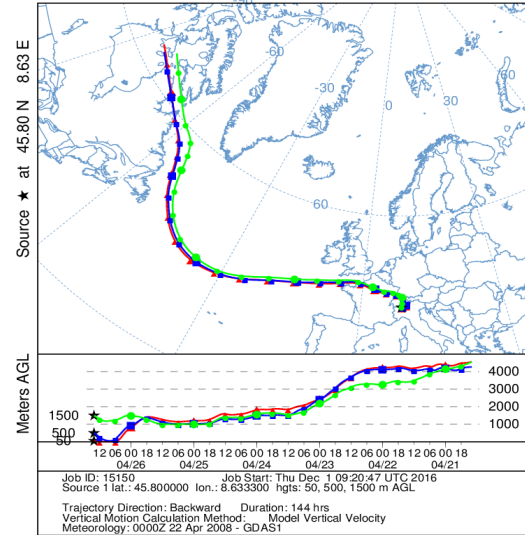 Source ★ at 45.80 N 8.63 E
-60
-30
0
30
60
Meters AGL
1500
500
50
4000
3000
2000
1000
12 06 00 18 12 06 00 18 12 06 00 18 12 06 00 18 12 06 00 18 12 06 00 18
04/26 04/25 04/24 04/23 04/22 04/21
Job ID: 15150 Job Start: Thu Dec 1 09:20:47 UTC 2016
Source 1 lat.: 45.800000 lon.: 8.633300 hgts: 50, 500, 1500 m AGL
Trajectory Direction: Backward Duration: 144 hrs
Vertical Motion Calculation Method: Model Vertical Velocity
Meteorology: 0000Z 22 Apr 2008 - GDAS1